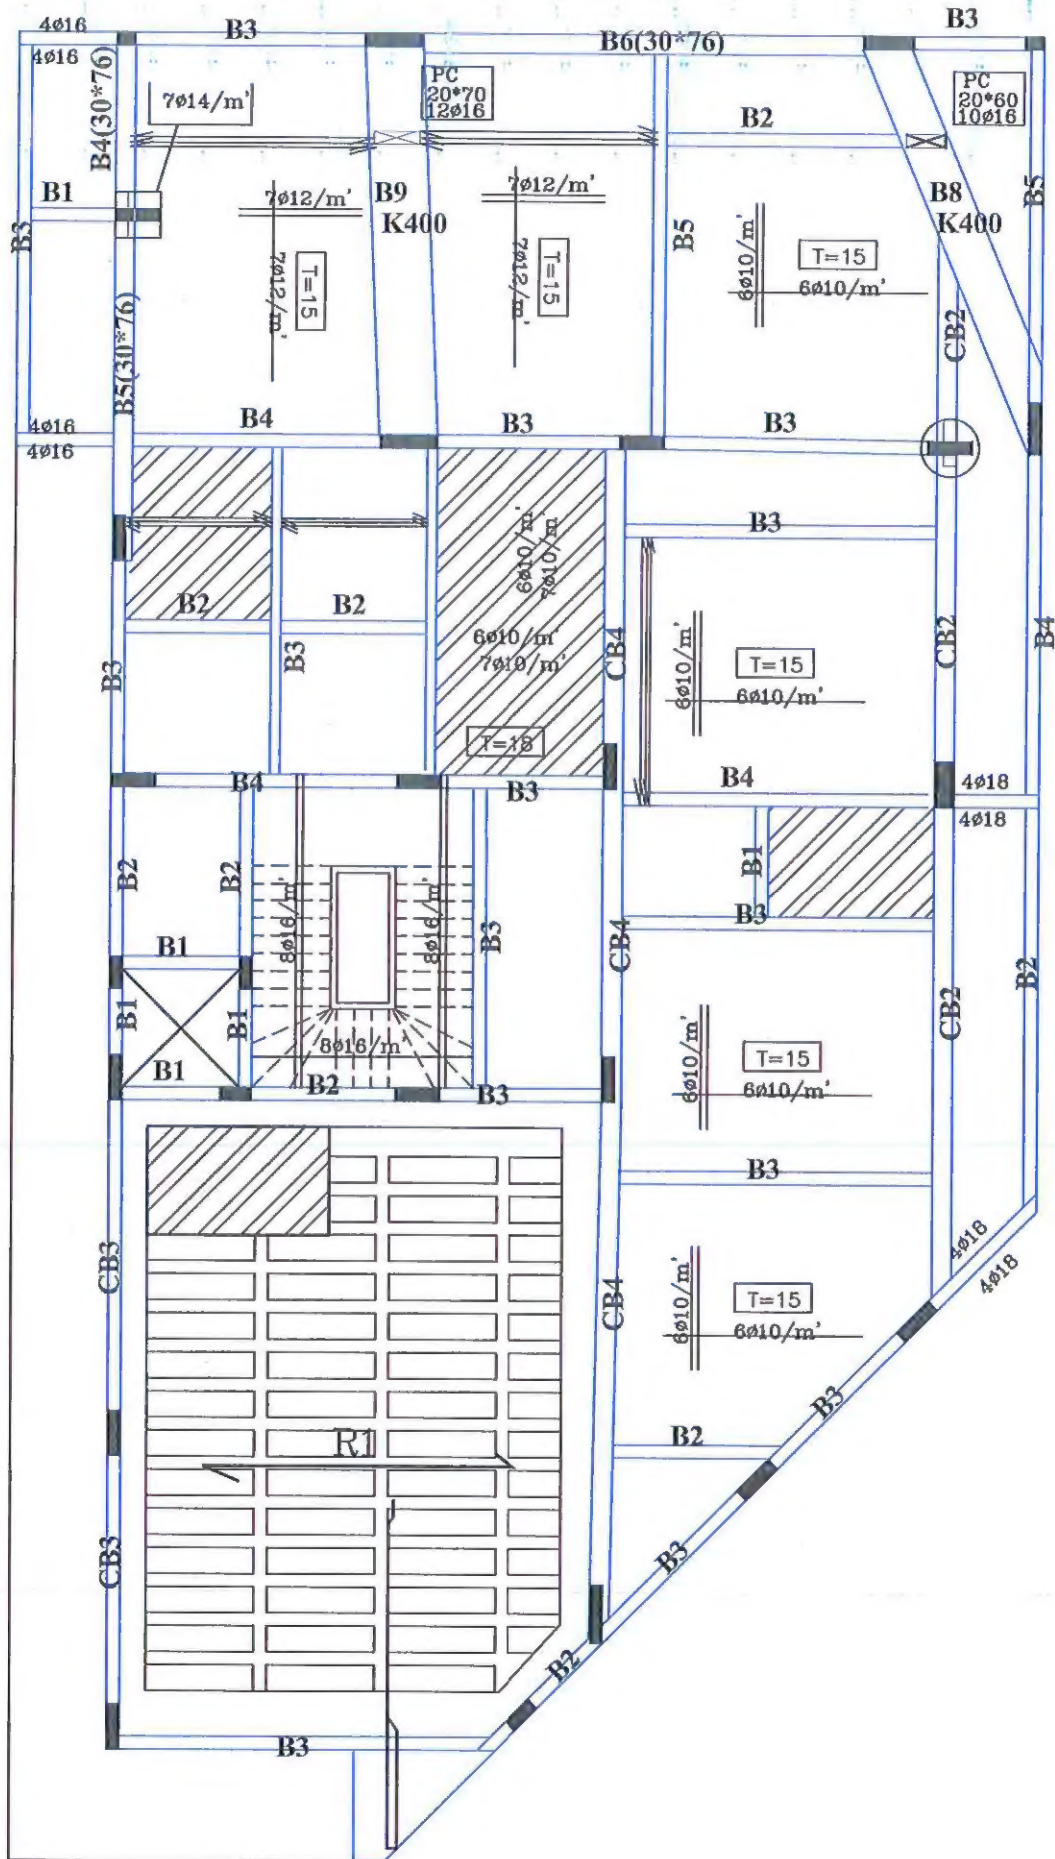 4ø16
B3
B3
4ø16
B6(30*76)
B4(30*76)
7ø14/m'
PC
20*70
12ø16
PC
20*60
10ø16
B2
B1
7ø12/m'
B9
7ø12/m'
B8
B5
K400
K400
B3
B5
6ø10/m'
T=15
6ø10/m'
7ø12/m'
T=15
7ø12/m'
T=15
B5(30*76)
CB2
4ø16
B4
B3
B3
4ø16
6ø10/m'
7ø10/m'
B3
B2
B2
6ø10/m'
7ø10/m'
B3
B3
CB4
6ø10/m'
T=15
6ø10/m'
CB2
B4
T=18
B4
B3
B4
4ø18
4ø18
B2
B2
8ø16/m'
8ø16/m'
B3
B1
B3
CB4
B1
B1
B1
B2
CB2
8ø16/m'
6ø10/m'
T=15
6ø10/m'
B1
B2
B3
B3
CB3
CB4
4ø18
4ø18
6ø10/m'
T=15
6ø10/m'
R1
B2
B3
CB3
B3
B2
B3